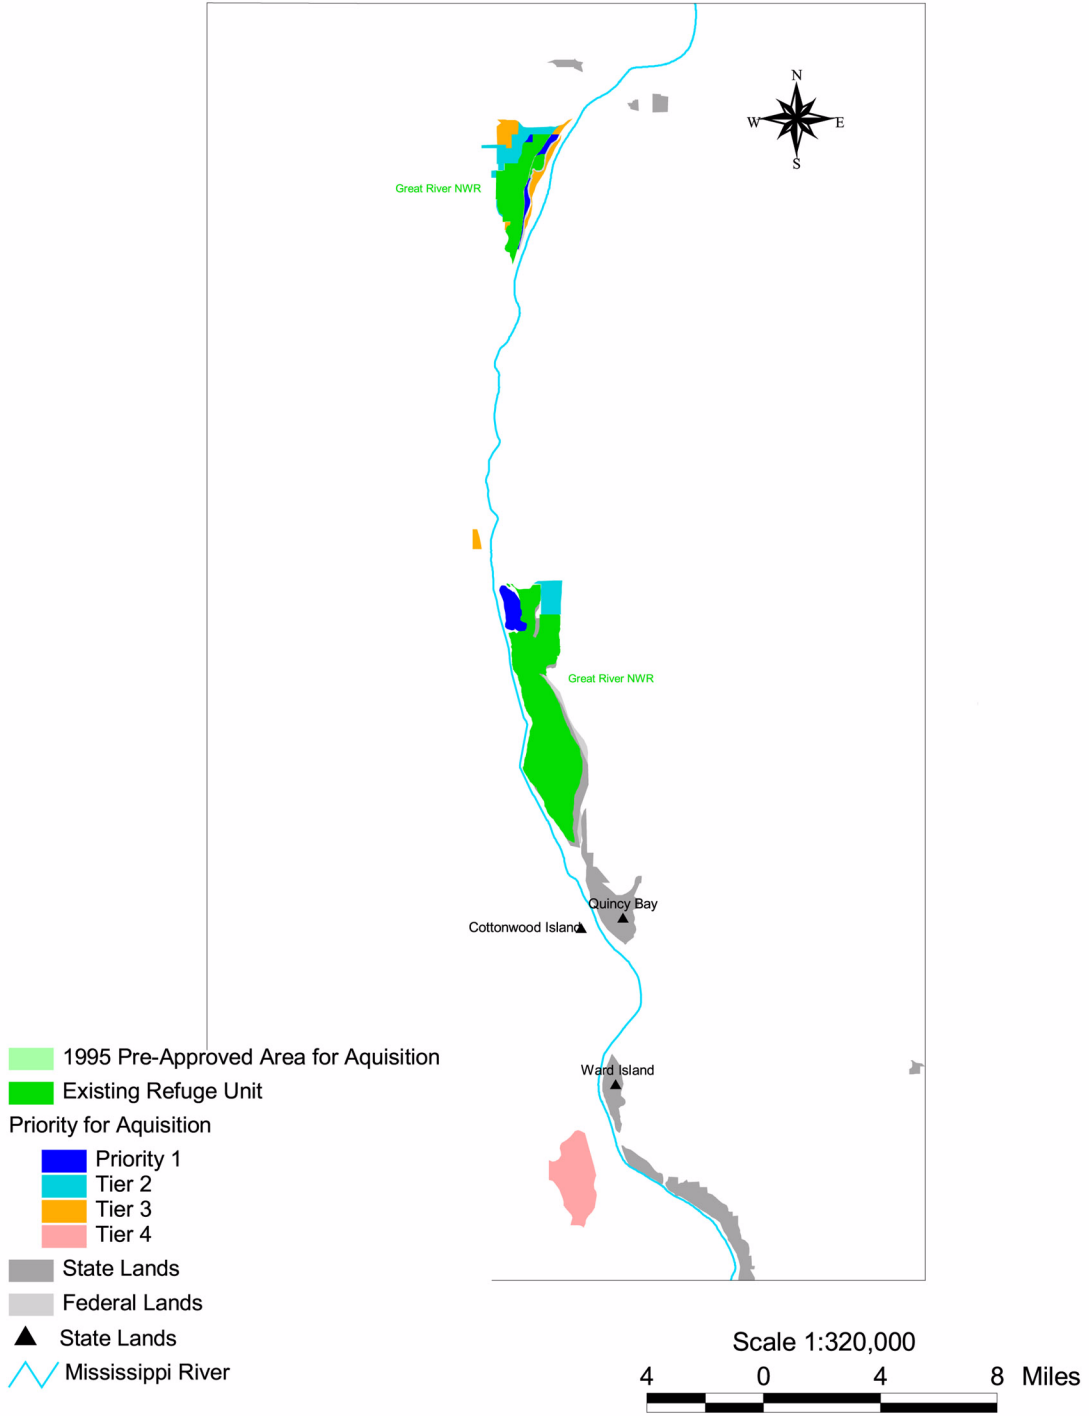 N
W E
S
Great River NWR
Great River NWR
Quincy Bay
Cottonwood Island
Ward Island
1995 Pre-Approved Area for Aquisition
Existing Refuge Unit
Priority for Aquisition
Priority 1
Tier 2
Tier 3
Tier 4
State Lands
Federal Lands
State Lands
Mississippi River
Scale 1:320,000
4 0 4 8 Miles